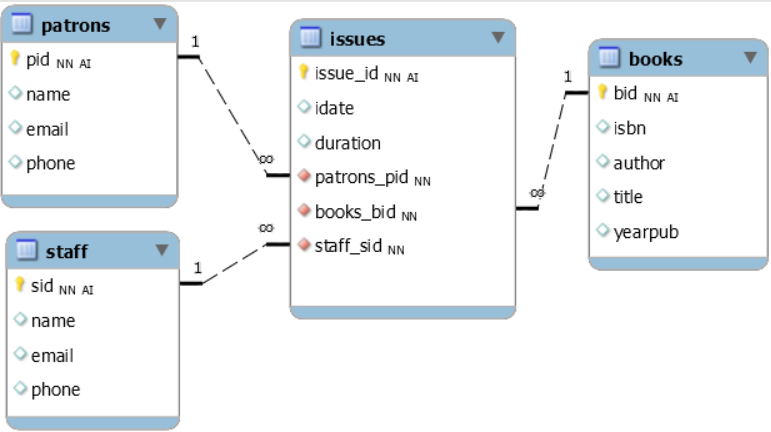 patrons
pid NN AI
name
email
phone
1
∞
issues
issue_id NN AI
idate
duration
patrons_pid NN
books_bid NN
staff_sid NN
1
∞
books
bid NN AI
isbn
author
title
yearpub
staff
sid NN AI
name
email
phone
1
∞